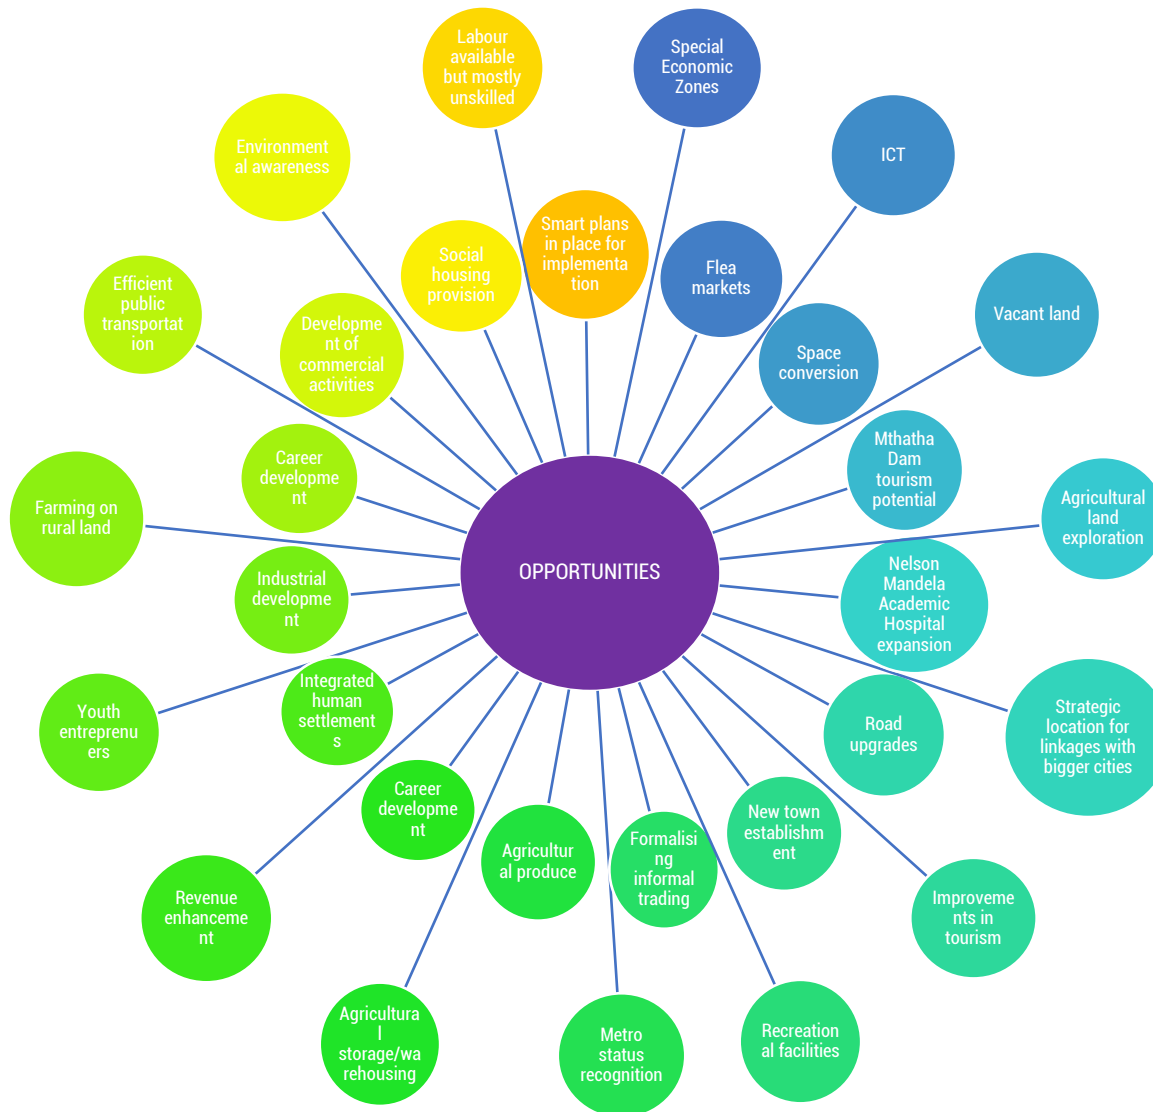 Labour
available
but mostly
unskilled
Special
Economic
Zones
Environment
al awareness
ICT
Smart plans
in place for
implementa
tion
Social
housing
provision
Flea
markets
Efficient
public
transportat
ion
Vacant land
Developme
nt of
commercial
activities
Space
conversion
Career
developme
nt
Mthatha
Dam
tourism
potential
Farming on
rural land
Agricultural
land
exploration
OPPORTUNITIES
Industrial
developme
nt
Nelson
Mandela
Academic
Hospital
expansion
Integrated
human
settlement
s
Youth
entreprenu
ers
Road
upgrades
Strategic
location for
linkages with
bigger cities
Career
developme
nt
Agricultur
al produce
Formalisi
ng
informal
trading
New town
establishm
ent
Revenue
enhanceme
nt
Improveme
nts in
tourism
Agricultura
l
storage/wa
rehousing
Metro
status
recognition
Recreation
al facilities